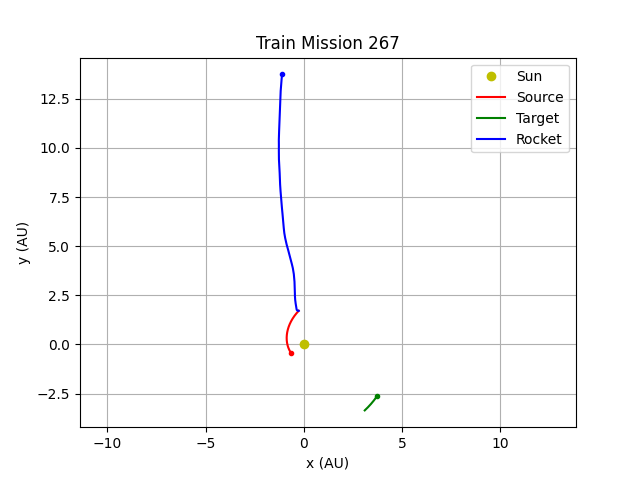 Train Mission 267
Sun
Source
Target
Rocket
12.5
10.0
7.5
5.0
2.5
0.0
−2.5
y (AU)
−10
−5
0
5
10
x (AU)